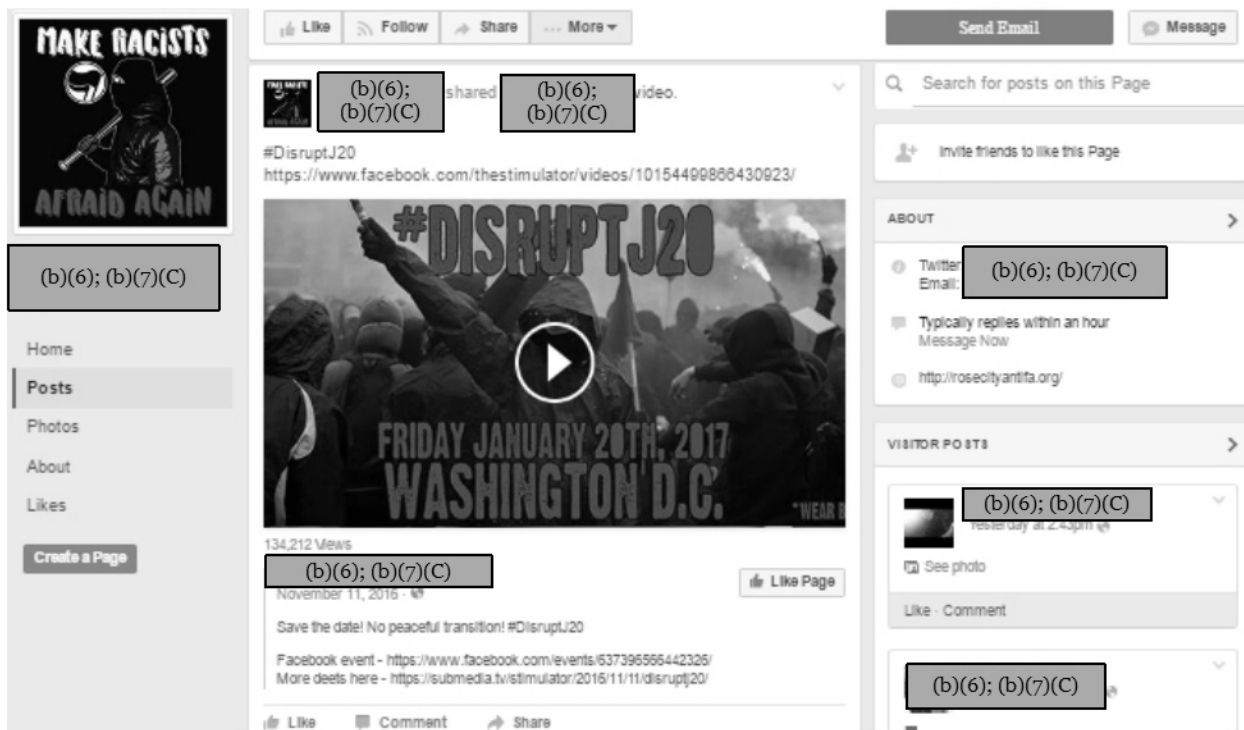 MAKE RACISTS
AFRAID AGAIN
(b)(6); (b)(7)(C)
Home
Posts
Photos
About
Likes
Create a Page
Like
Follow
Share
... More
(b)(6);
(b)(7)(C)
shared
(b)(6);
(b)(7)(C)
video.
#DisruptJ20
https://www.facebook.com/thestimulator/videos/10154499866430923/
#DISRUPTJ20
FRIDAY JANUARY 20TH, 2017
WASHINGTON D.C.
*WEAR B
134,212 Views
(b)(6); (b)(7)(C)
November 11, 2016 ·
Like Page
Save the date! No peaceful transition! #DisruptJ20
Facebook event - https://www.facebook.com/events/637396566442326/
More deets here - https://submedia.tv/stimulator/2016/11/11/disruptj20/
Like
Comment
Share
Send Email
Message
Search for posts on this Page
Invite friends to like this Page
ABOUT
Twitter
Email:
(b)(6); (b)(7)(C)
Typically replies within an hour
Message Now
http://rosecityantifa.org/
VISITOR POSTS
(b)(6); (b)(7)(C)
Yesterday at 2:43pm
See photo
Like · Comment
(b)(6); (b)(7)(C)